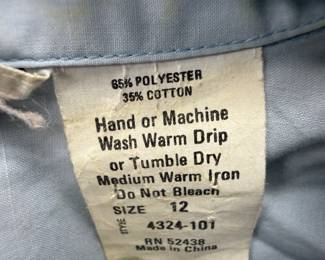 65% POLYESTER
35% COTTON
Hand or Machine
Wash Warm Drip
or Tumble Dry
Medium Warm Iron
Do Not Bleach
SIZE 12
STYLE 4324-101
RN 52438
Made in China